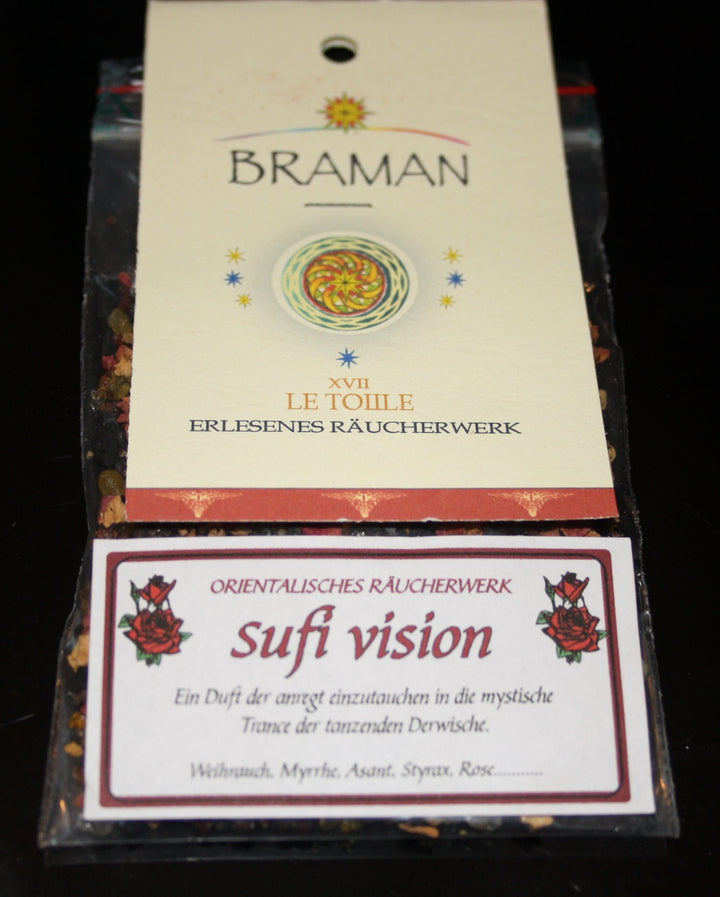 BRAMAN
XVII
LE TOIILE
ERLESENES RÄUCHERWERK
ORIENTALISCHES RÄUCHERWERK
sufi vision
Ein Duft der anregt einzutauchen in die mystische
Trance der tanzenden Derwische.
Weihrauch, Myrrhe, Asant, Styrax, Rose...........